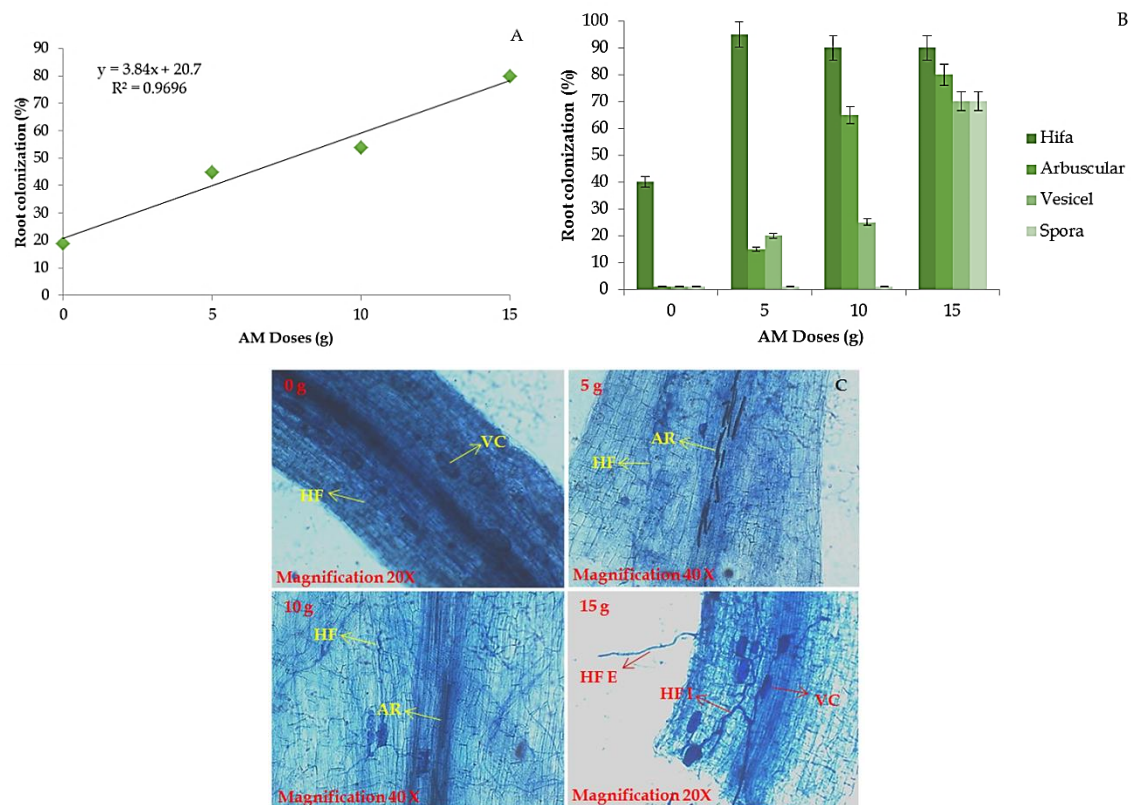 A
y = 3.84x + 20.7
R² = 0.9696
Root colonization (%)
90
80
70
60
50
40
30
20
10
0
0 5 10 15
AM Doses (g)
B
Root colonization (%)
100
90
80
70
60
50
40
30
20
10
0
0 5 10 15
AM Doses (g)
Hifa
Arbuscular
Vesicel
Spora
0 g
VC
HF
Magnification 20X
5 g
C
AR
HF
Magnification 40X
10 g
HF
AR
Magnification 40X
15 g
HF E
HF I
VC
Magnification 20X